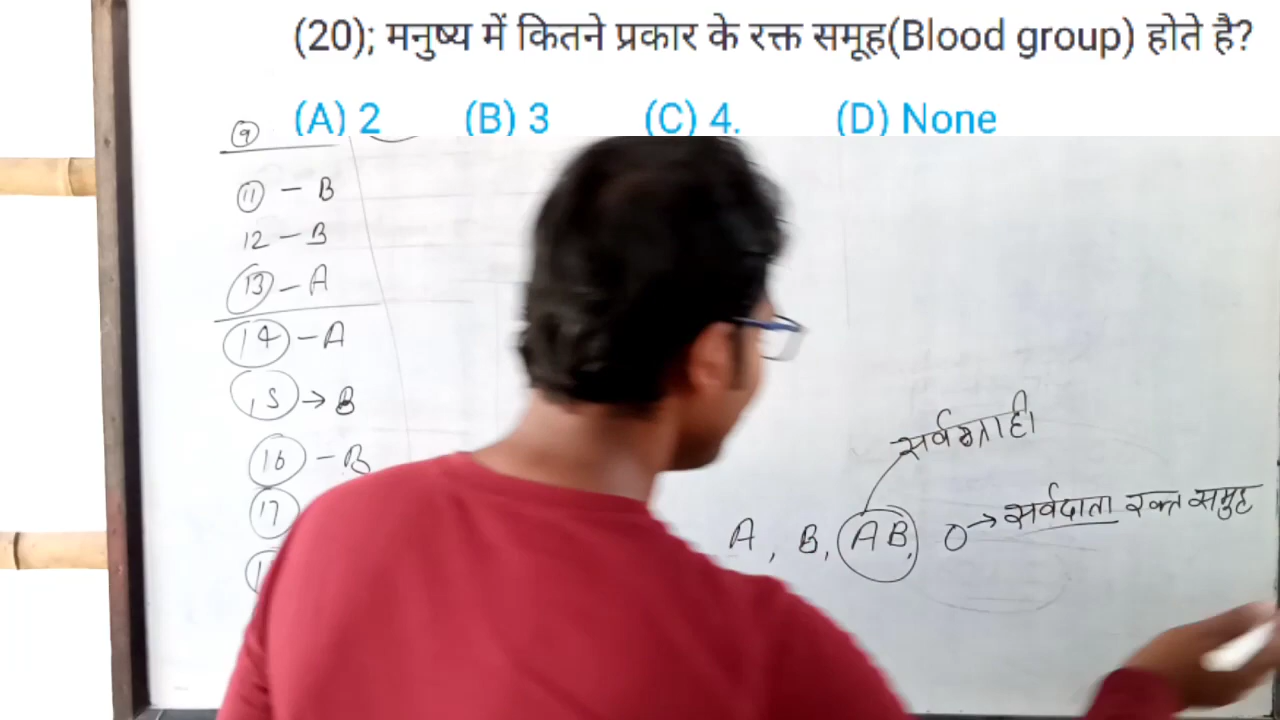 (20); मनुष्य में कितने प्रकार के रक्त समूह(Blood group) होते है?
(A) 2 (B) 3 (C) 4. (D) None
9
11 - B
12 - B
13 - A
14 - A
15 → B
16 - B
17
सर्वग्राही
A, B, AB, O → सर्वदाता रक्त समुह